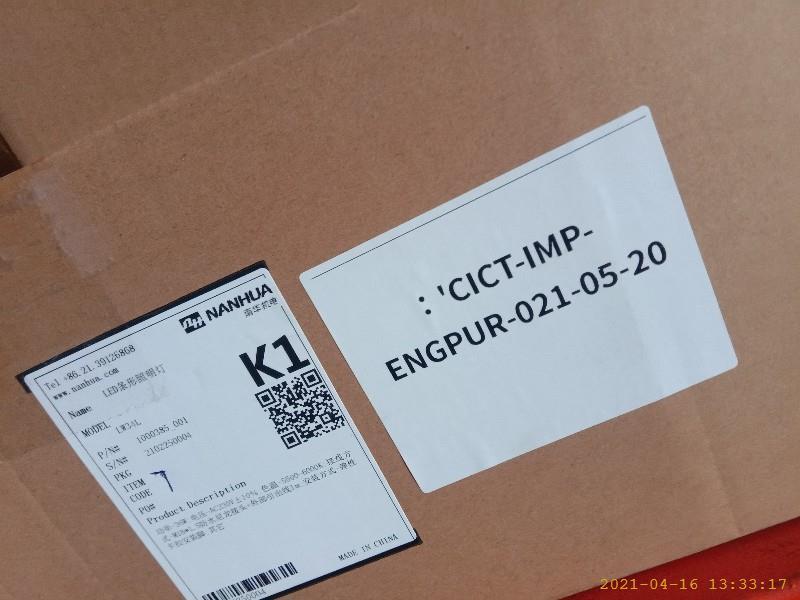 NANHUA
南华机电
Tel +86.21.39126868
www.nanhua.com
K1
Name LED条形照明灯
MODEL LW34L
P/N# 1000385_001
S/N# 2102250004
PKG
ITEM
CODE
PO#
Product Description
MADE IN CHINA
: 'CICT-IMP-
ENGPUR-021-05-20
2021-04-16 13:33:17